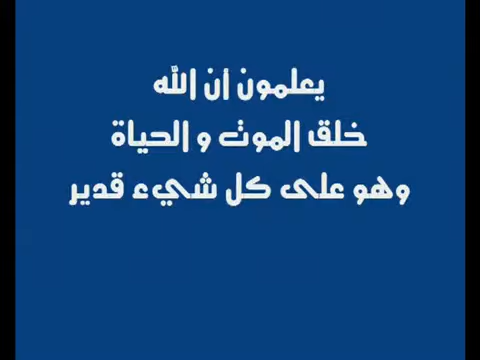 يعلمون أن الله
خلق الموت و الحياة
وهو على كل شيء قدير